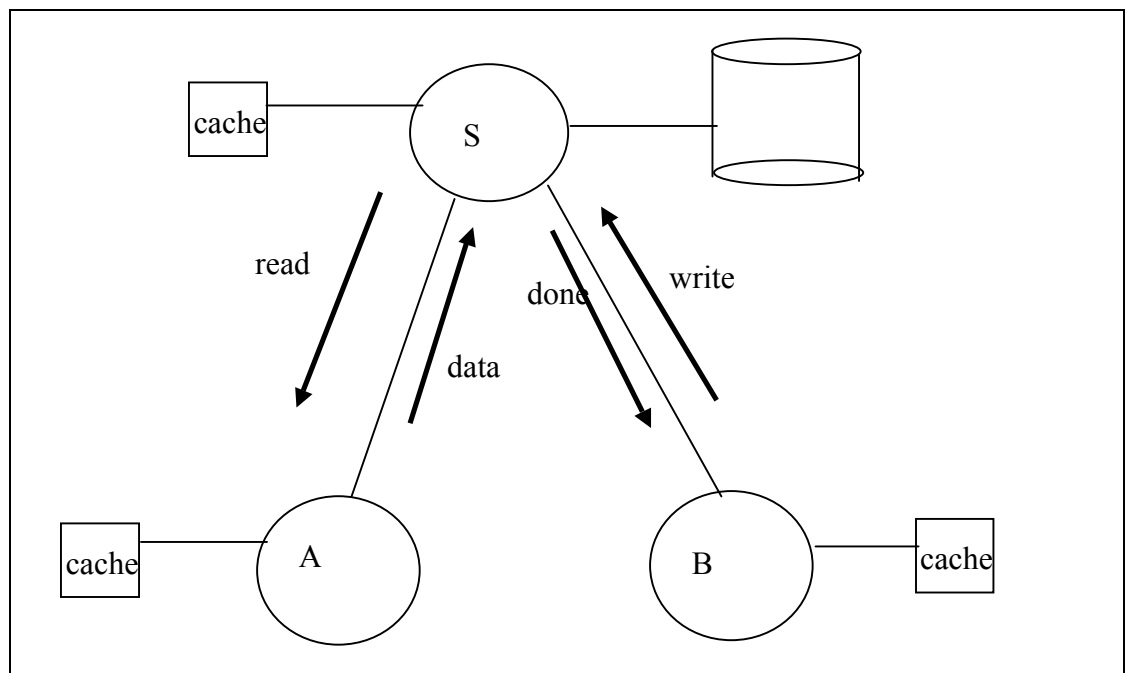 cache
S
read
done
write
data
cache
A
B
cache